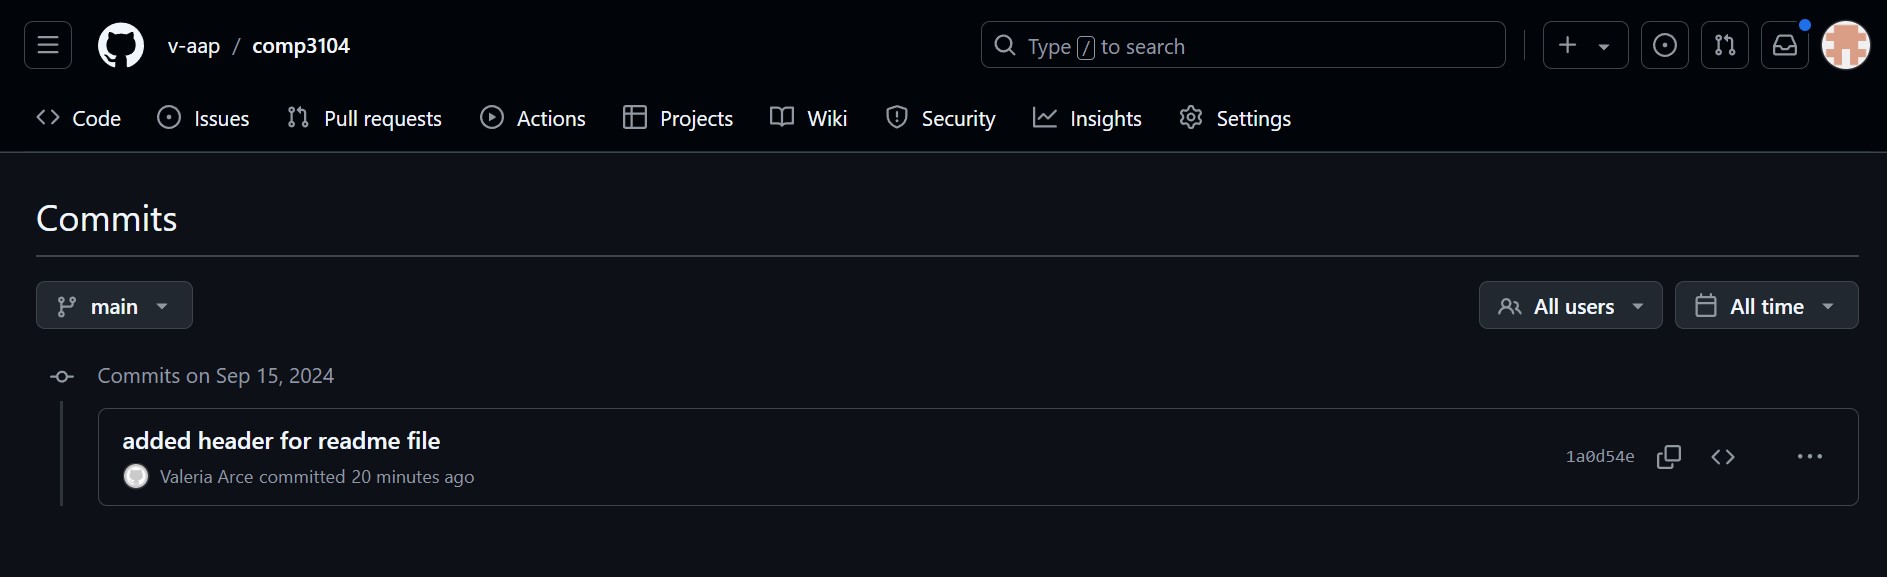 v-aap / comp3104
Type / to search
Code Issues Pull requests Actions Projects Wiki Security Insights Settings
Commits
main
All users All time
Commits on Sep 15, 2024
added header for readme file
1a0d54e
Valeria Arce committed 20 minutes ago